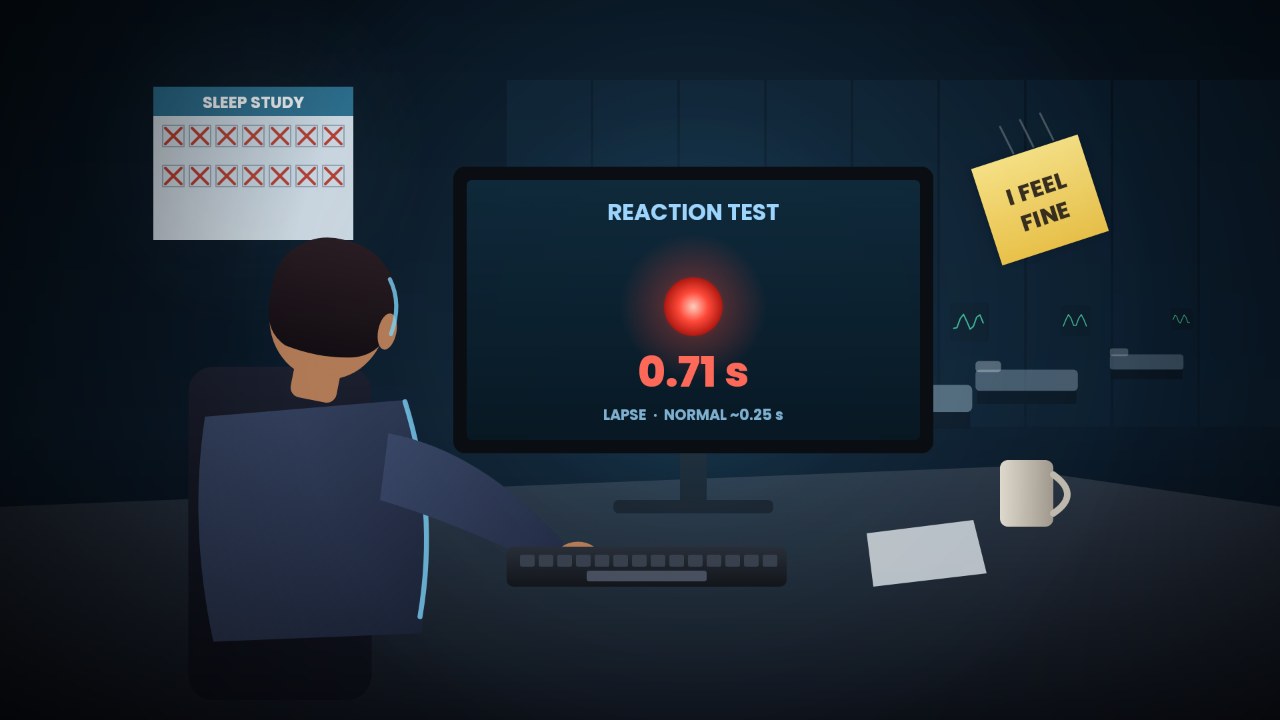 SLEEP STUDY
REACTION TEST
0.71 s
LAPSE · NORMAL ~0.25 s
I FEEL
FINE